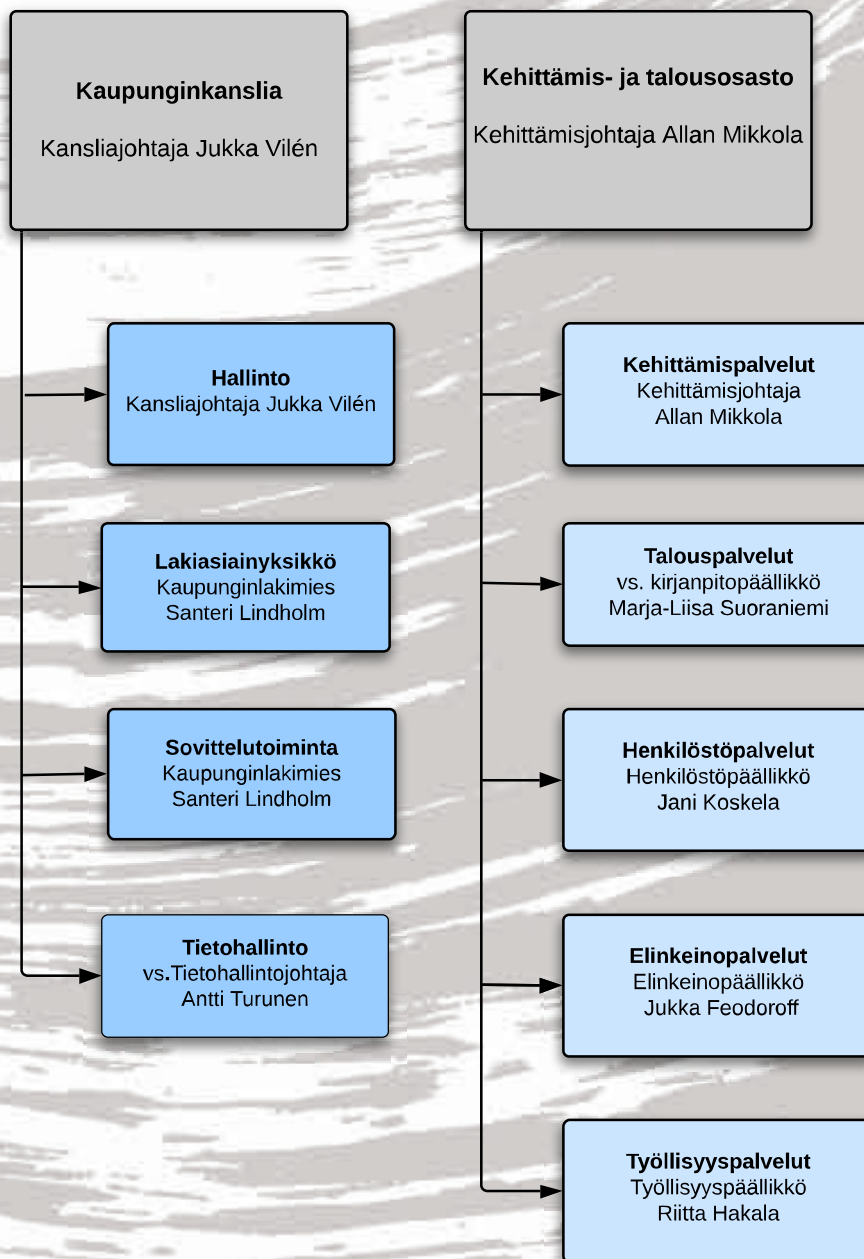 Kaupunginkanslia
Kansliajohtaja Jukka Vilén
Hallinto
Kansliajohtaja Jukka Vilén
Lakiasiainyksikkö
Kaupunginlakimies
Santeri Lindholm
Sovittelutoiminta
Kaupunginlakimies
Santeri Lindholm
Tietohallinto
vs.Tietohallintojohtaja
Antti Turunen
Kehittämis- ja talousosasto
Kehittämisjohtaja Allan Mikkola
Kehittämispalvelut
Kehittämisjohtaja
Allan Mikkola
Talouspalvelut
vs. kirjanpitopäällikkö
Marja-Liisa Suoraniemi
Henkilöstöpalvelut
Henkilöstöpäällikkö
Jani Koskela
Elinkeinopalvelut
Elinkeinopäällikkö
Jukka Feodoroff
Työllisyyspalvelut
Työllisyyspäällikkö
Riitta Hakala